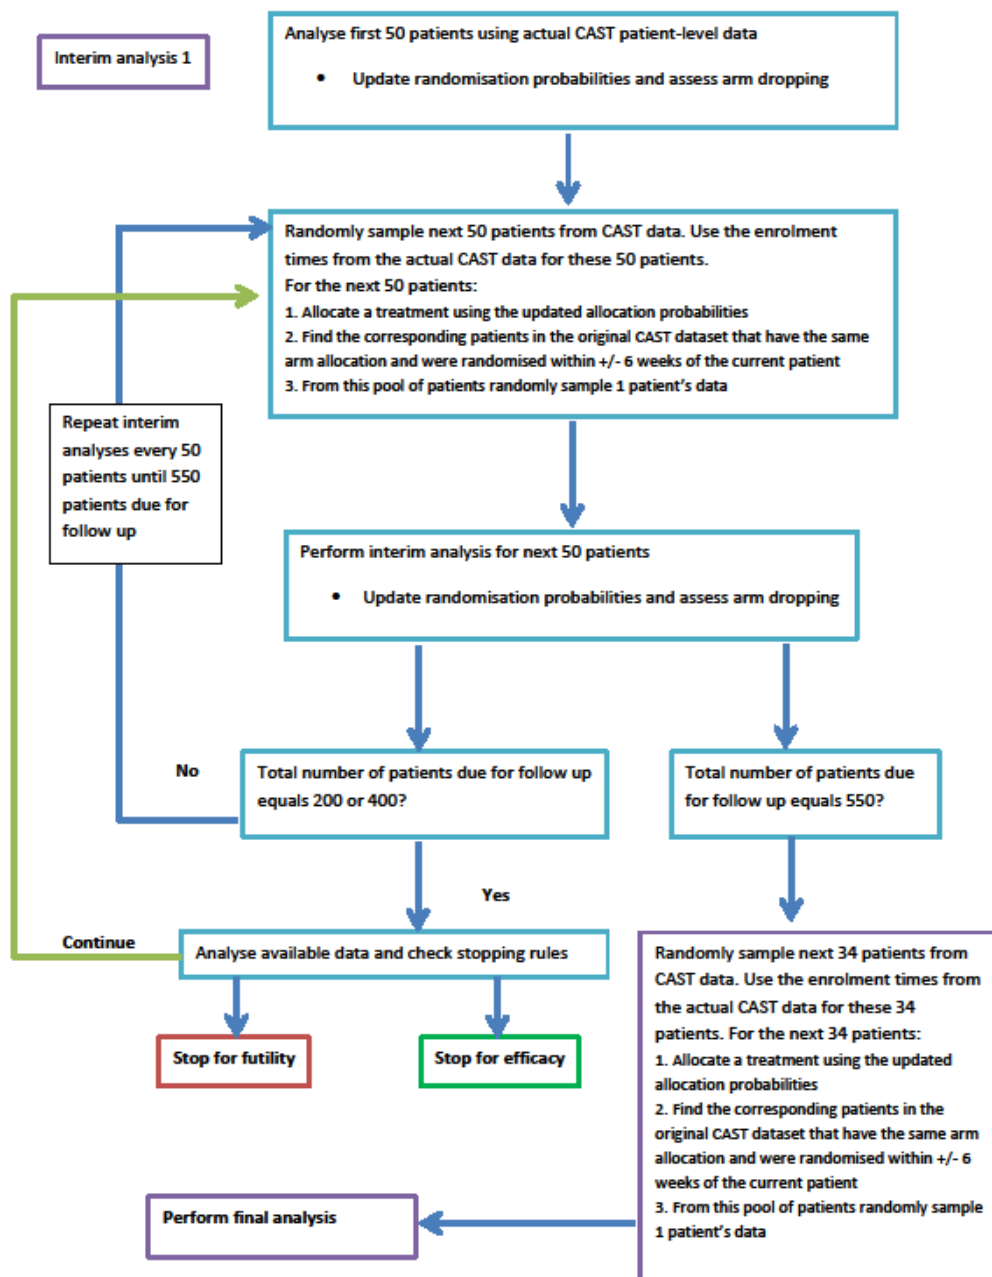 Interim analysis 1
Analyse first 50 patients using actual CAST patient-level data
• Update randomisation probabilities and assess arm dropping
Randomly sample next 50 patients from CAST data. Use the enrolment
times from the actual CAST data for these 50 patients.
For the next 50 patients:
1. Allocate a treatment using the updated allocation probabilities
2. Find the corresponding patients in the original CAST dataset that have the same
arm allocation and were randomised within +/- 6 weeks of the current patient
3. From this pool of patients randomly sample 1 patient's data
Repeat interim
analyses every 50
patients until 550
patients due for
follow up
Perform interim analysis for next 50 patients
• Update randomisation probabilities and assess arm dropping
No
Total number of patients due for follow up
equals 200 or 400?
Total number of patients due
for follow up equals 550?
Yes
Continue
Analyse available data and check stopping rules
Stop for futility
Stop for efficacy
Randomly sample next 34 patients from
CAST data. Use the enrolment times from
the actual CAST data for these 34
patients. For the next 34 patients:
1. Allocate a treatment using the updated
allocation probabilities
2. Find the corresponding patients in the
original CAST dataset that have the same arm
allocation and were randomised within +/- 6
weeks of the current patient
3. From this pool of patients randomly sample
1 patient's data
Perform final analysis